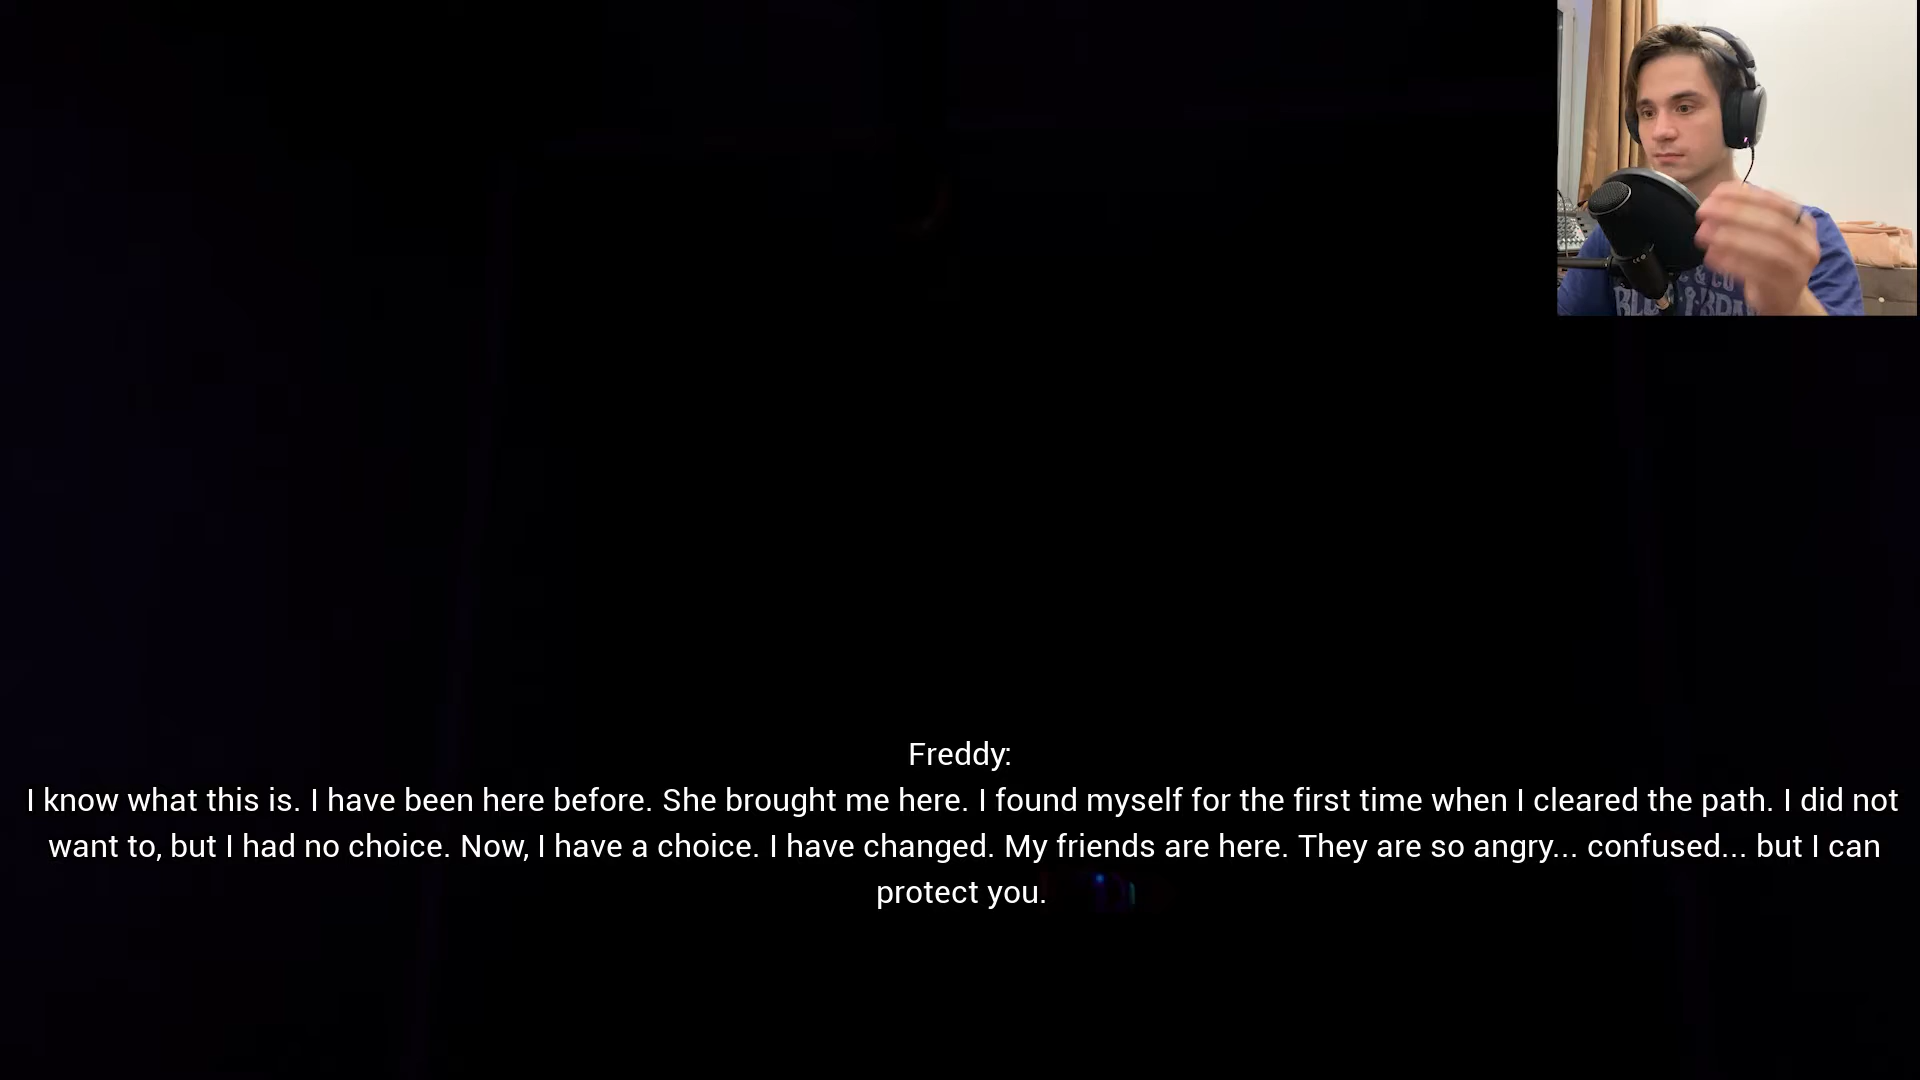 Freddy:
I know what this is. I have been here before. She brought me here. I found myself for the first time when I cleared the path. I did not
want to, but I had no choice. Now, I have a choice. I have changed. My friends are here. They are so angry... confused... but I can
protect you.
& CO